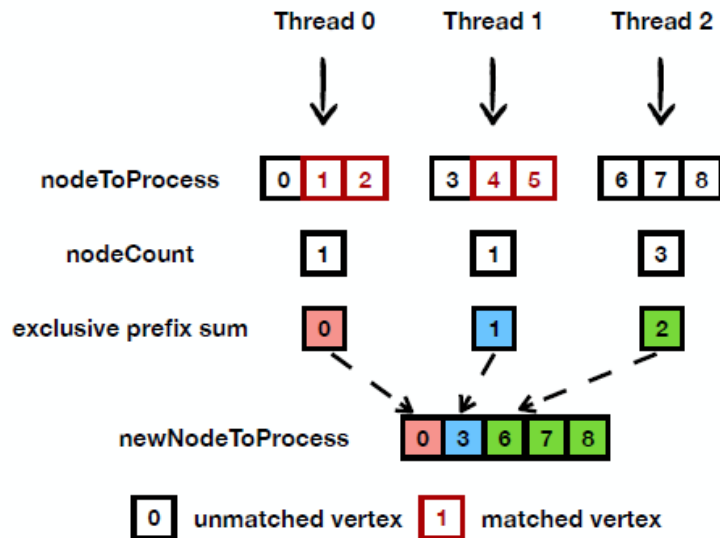 Thread 0 Thread 1 Thread 2
nodeToProcess 0 1 2 3 4 5 6 7 8
nodeCount 1 1 3
exclusive prefix sum 0 1 2
newNodeToProcess 0 3 6 7 8
0 unmatched vertex 1 matched vertex